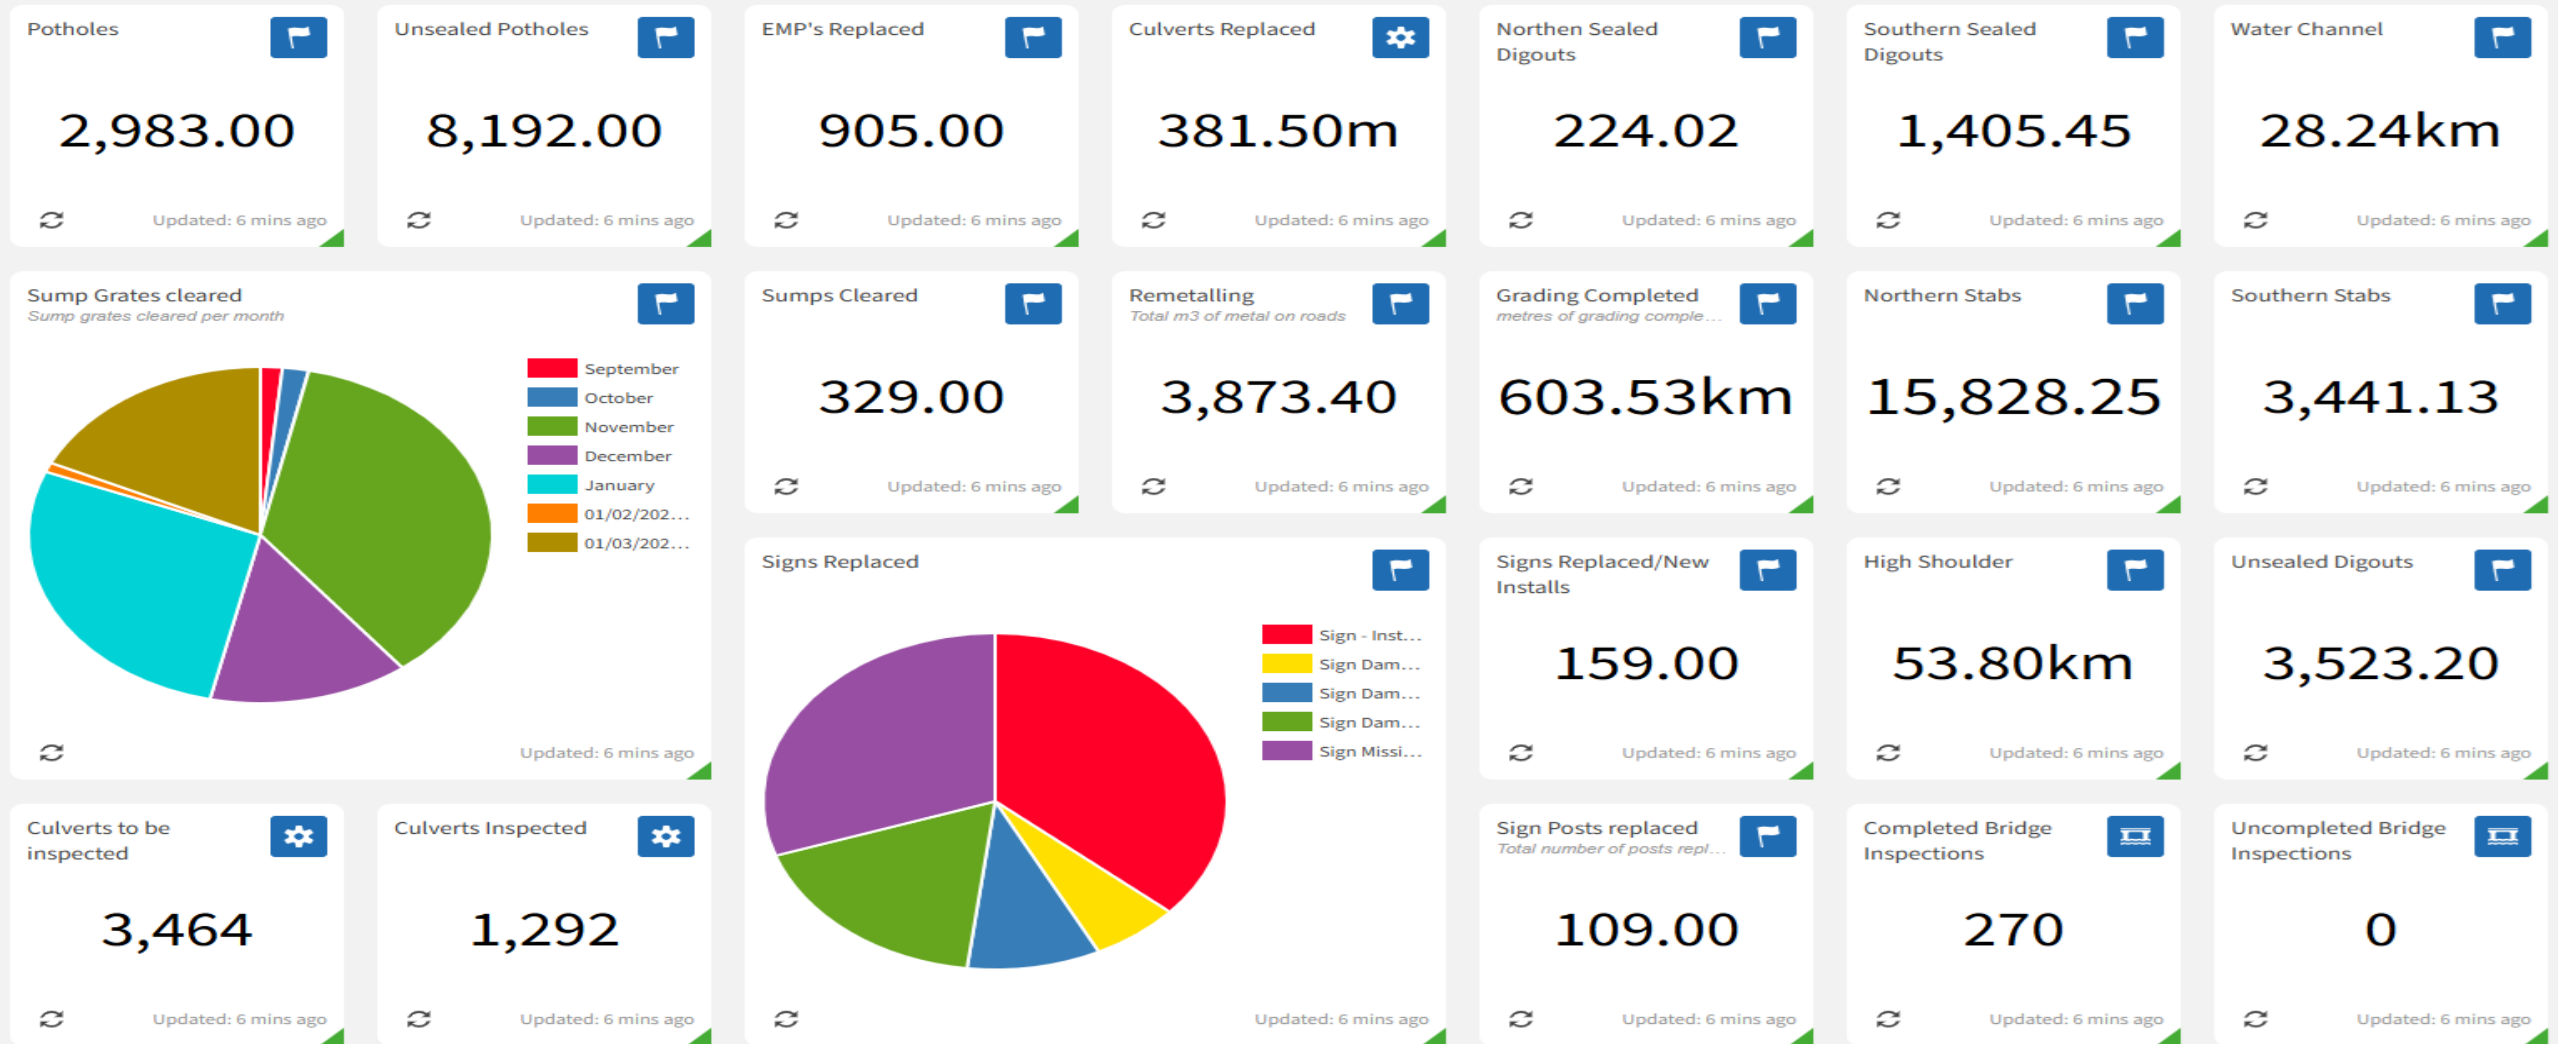 Potholes
2,983.00
Updated: 6 mins ago
Unsealed Potholes
8,192.00
Updated: 6 mins ago
EMP's Replaced
905.00
Updated: 6 mins ago
Culverts Replaced
381.50m
Updated: 6 mins ago
Northen Sealed
Digouts
224.02
Updated: 6 mins ago
Southern Sealed
Digouts
1,405.45
Updated: 6 mins ago
Water Channel
28.24km
Updated: 6 mins ago
Sump Grates cleared
Sump grates cleared per month
September
October
November
December
January
01/02/202...
01/03/202...
Updated: 6 mins ago
Sumps Cleared
329.00
Updated: 6 mins ago
Remetalling
Total m3 of metal on roads
3,873.40
Updated: 6 mins ago
Grading Completed
metres of grading comple...
603.53km
Updated: 6 mins ago
Northern Stabs
15,828.25
Updated: 6 mins ago
Southern Stabs
3,441.13
Updated: 6 mins ago
Signs Replaced
Sign - Inst...
Sign Dam...
Sign Dam...
Sign Dam...
Sign Missi...
Updated: 6 mins ago
Signs Replaced/New
Installs
159.00
Updated: 6 mins ago
High Shoulder
53.80km
Updated: 6 mins ago
Unsealed Digouts
3,523.20
Updated: 6 mins ago
Culverts to be
inspected
3,464
Updated: 6 mins ago
Culverts Inspected
1,292
Updated: 6 mins ago
Sign Posts replaced
Total number of posts repl...
109.00
Updated: 6 mins ago
Completed Bridge
Inspections
270
Updated: 6 mins ago
Uncompleted Bridge
Inspections
0
Updated: 6 mins ago